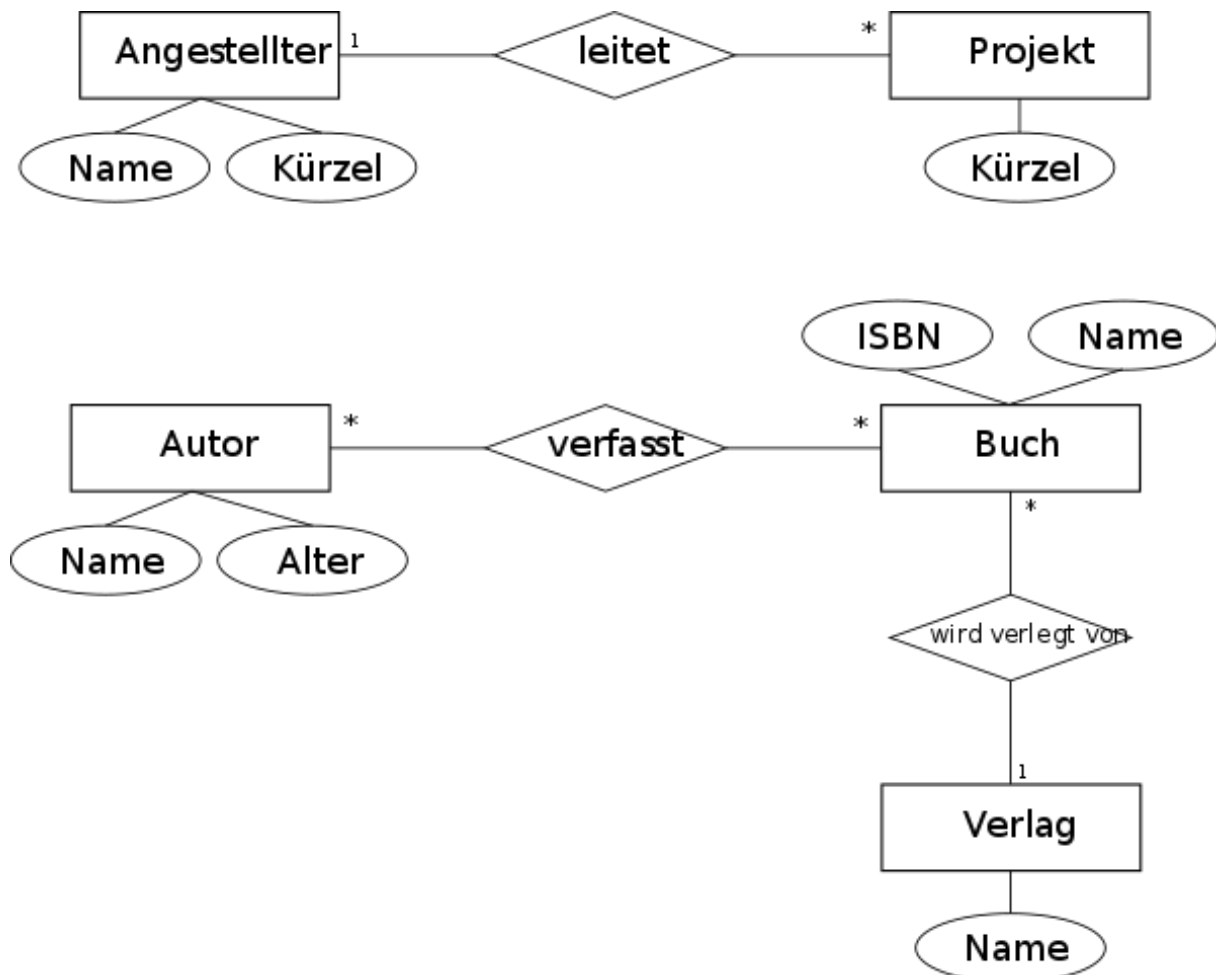 Angestellter 1 leitet * Projekt
Name Kürzel Kürzel
ISBN Name
Autor * verfasst * Buch
*
Name Alter
wird verlegt von
1
Verlag
Name